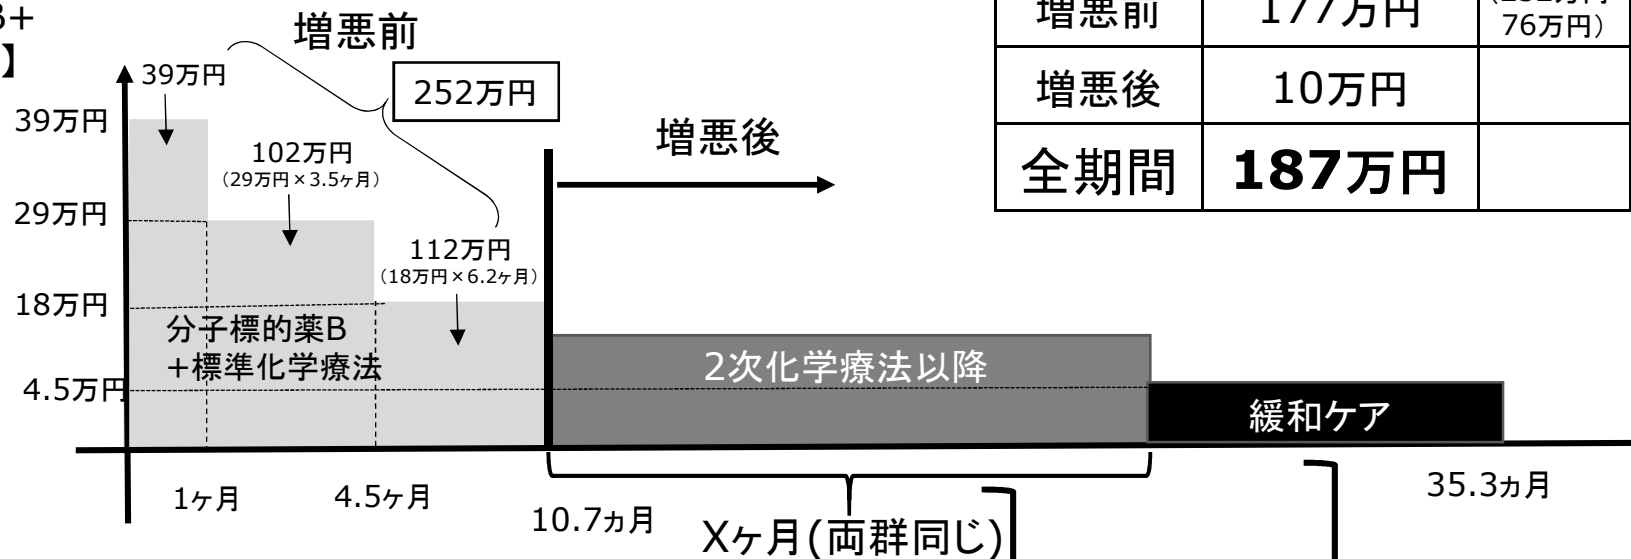 増悪前
】
39万円
252万円
39万円
102万円
（29万円×3.5ヶ月）
増悪後
29万円
112万円
（18万円×6.2ヶ月）
18万円
分子標的薬B
+標準化学療法
4.5万円
2次化学療法以降
緩和ケア
1ヶ月
4.5ヶ月
10.7カ月
35.3カ月
Xヶ月(両群同じ)
増悪前 177万円 76万円）
増悪後 10万円
全期間 187万円